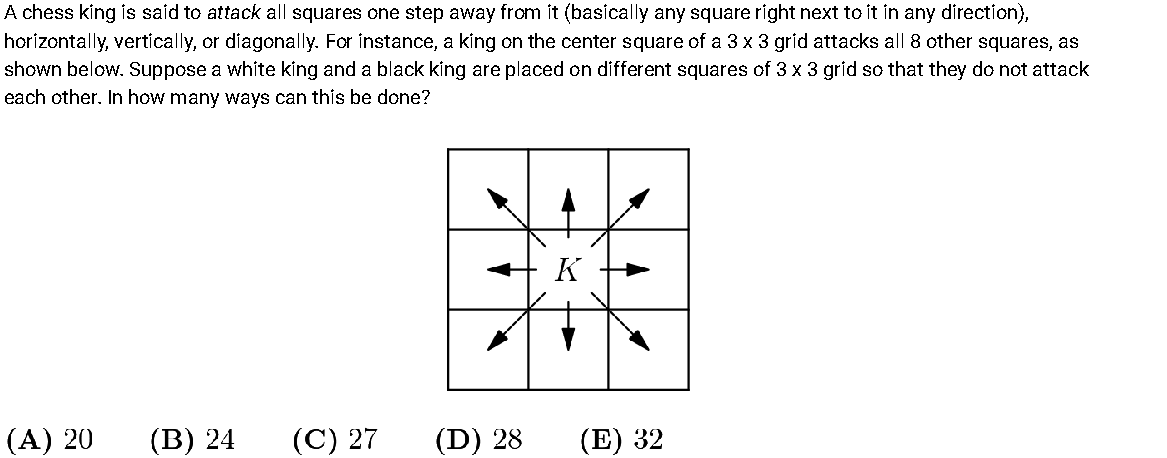 A chess king is said to attack all squares one step away from it (basically any square right next to it in any direction),
horizontally, vertically, or diagonally. For instance, a king on the center square of a 3 x 3 grid attacks all 8 other squares, as
shown below. Suppose a white king and a black king are placed on different squares of 3 x 3 grid so that they do not attack
each other. In how many ways can this be done?
K
(A) 20 (B) 24 (C) 27 (D) 28 (E) 32